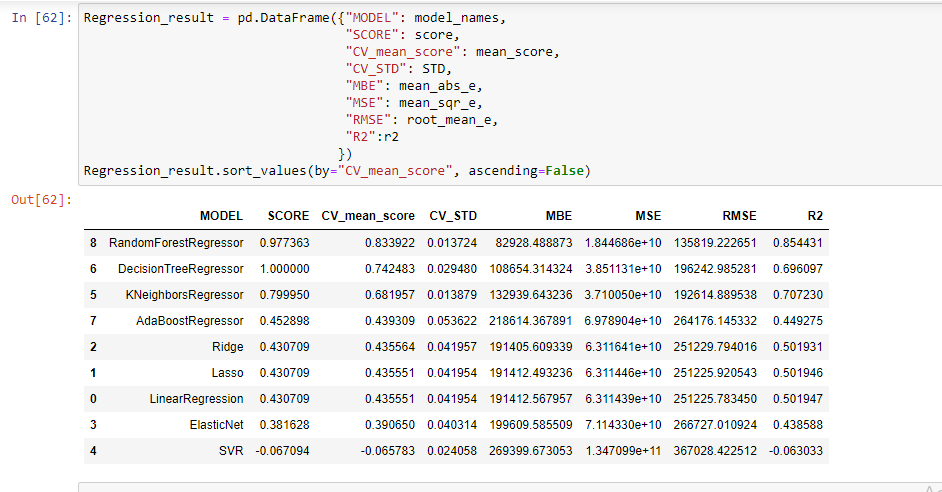 In [62]: Regression_result = pd.DataFrame({"MODEL": model_names,
"SCORE": score,
"CV_mean_score": mean_score,
"CV_STD": STD,
"MBE": mean_abs_e,
"MSE": mean_sqr_e,
"RMSE": root_mean_e,
"R2":r2
})
Regression_result.sort_values(by="CV_mean_score", ascending=False)
Out[62]:
MODEL SCORE CV_mean_score CV_STD MBE MSE RMSE R2
8 RandomForestRegressor 0.977363 0.833922 0.013724 82928.488873 1.844686e+10 135819.222651 0.854431
6 DecisionTreeRegressor 1.000000 0.742483 0.029480 108654.314324 3.851131e+10 196242.985281 0.696097
5 KNeighborsRegressor 0.799950 0.681957 0.013879 132939.643236 3.710050e+10 192614.889538 0.707230
7 AdaBoostRegressor 0.452898 0.439309 0.053622 218614.367891 6.978904e+10 264176.145332 0.449275
2 Ridge 0.430709 0.435564 0.041957 191405.609339 6.311641e+10 251229.794016 0.501931
1 Lasso 0.430709 0.435551 0.041954 191412.493236 6.311446e+10 251225.920543 0.501946
0 LinearRegression 0.430709 0.435551 0.041954 191412.567957 6.311439e+10 251225.783450 0.501947
3 ElasticNet 0.381628 0.390650 0.040314 199609.585509 7.114330e+10 266727.010924 0.438588
4 SVR -0.067094 -0.065783 0.024058 269399.673053 1.347099e+11 367028.422512 -0.063033